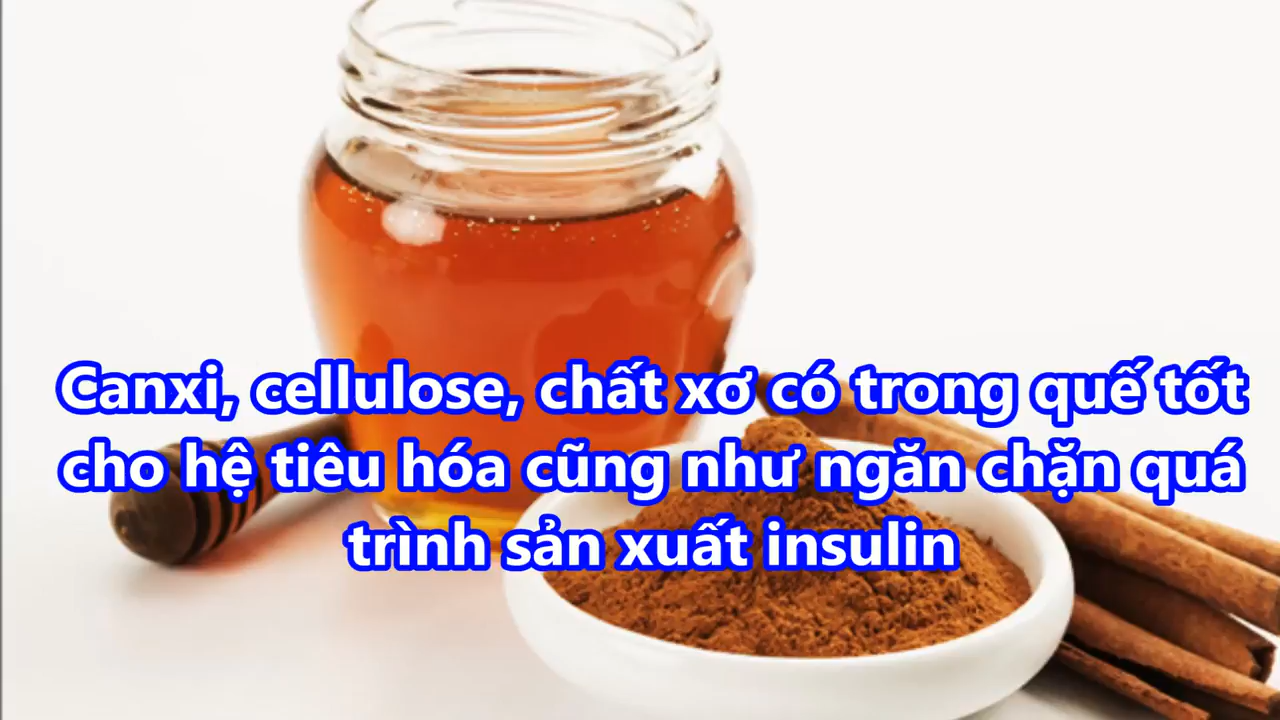 Canxi, cellulose, chất xơ có trong quế tốt
cho hệ tiêu hóa cũng như ngăn chặn quá
trình sản xuất insulin